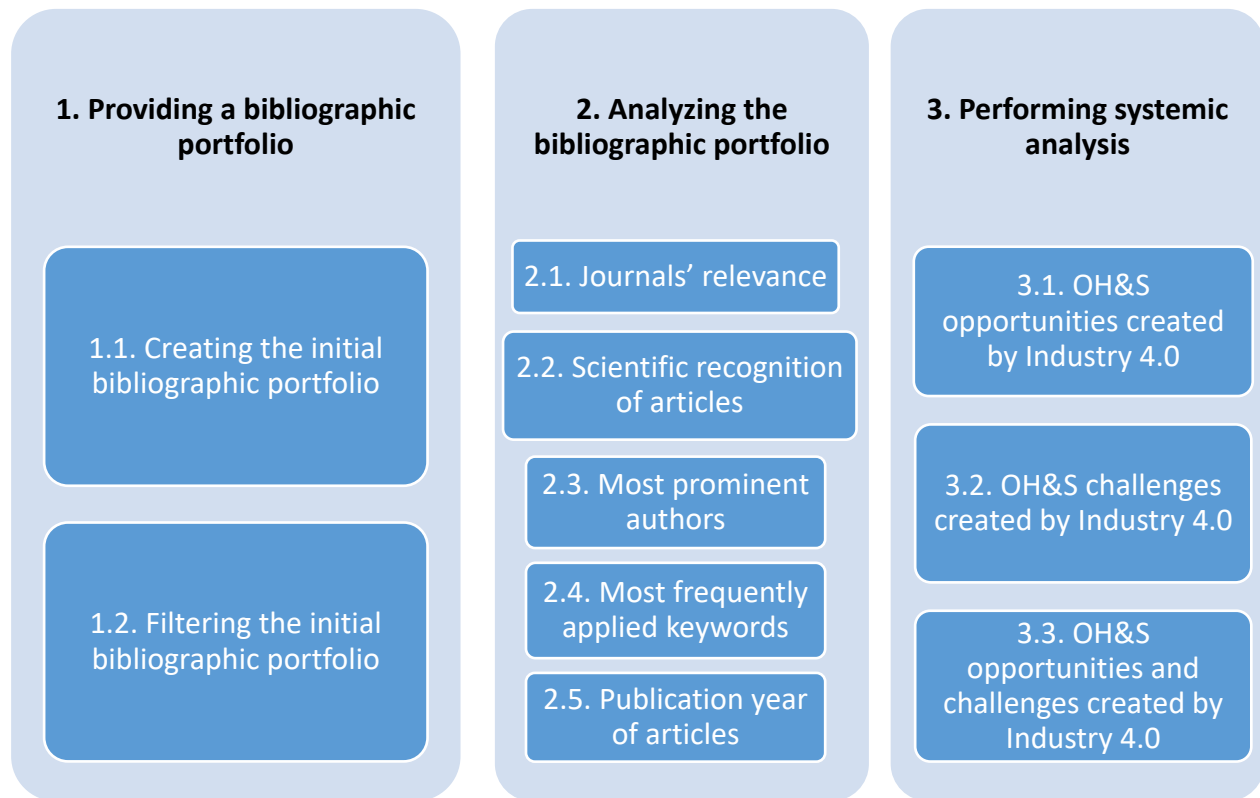 1. Providing a bibliographic
portfolio
1.1. Creating the initial
bibliographic portfolio
1.2. Filtering the initial
bibliographic portfolio
2. Analyzing the
bibliographic portfolio
2.1. Journals’ relevance
2.2. Scientific recognition
of articles
2.3. Most prominent
authors
2.4. Most frequently
applied keywords
2.5. Publication year
of articles
3. Performing systemic
analysis
3.1. OH&S
opportunities created
by Industry 4.0
3.2. OH&S challenges
created by Industry 4.0
3.3. OH&S
opportunities and
challenges created by
Industry 4.0